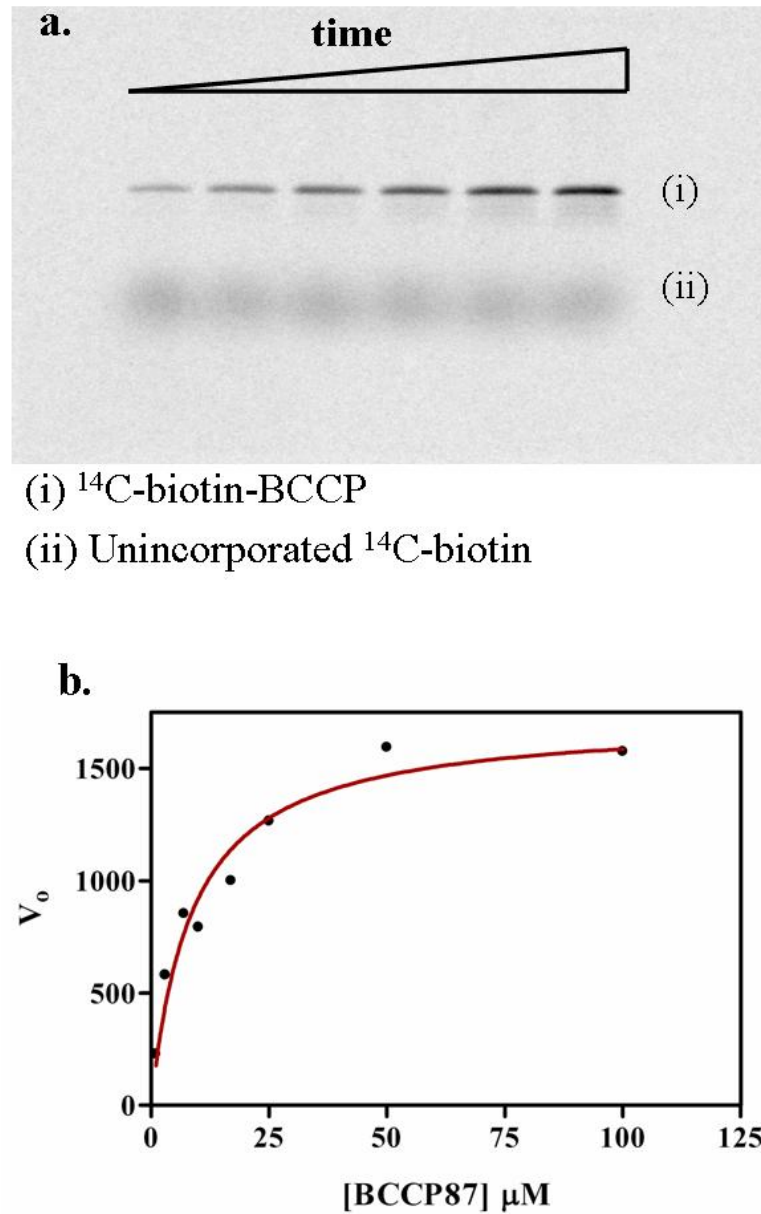 a.
time
(i)
(ii)
(i) ¹⁴C-biotin-BCCP
(ii) Unincorporated ¹⁴C-biotin
b.
1500
1000
500
0
Vo
0 25 50 75 100 125
[BCCP87] μM